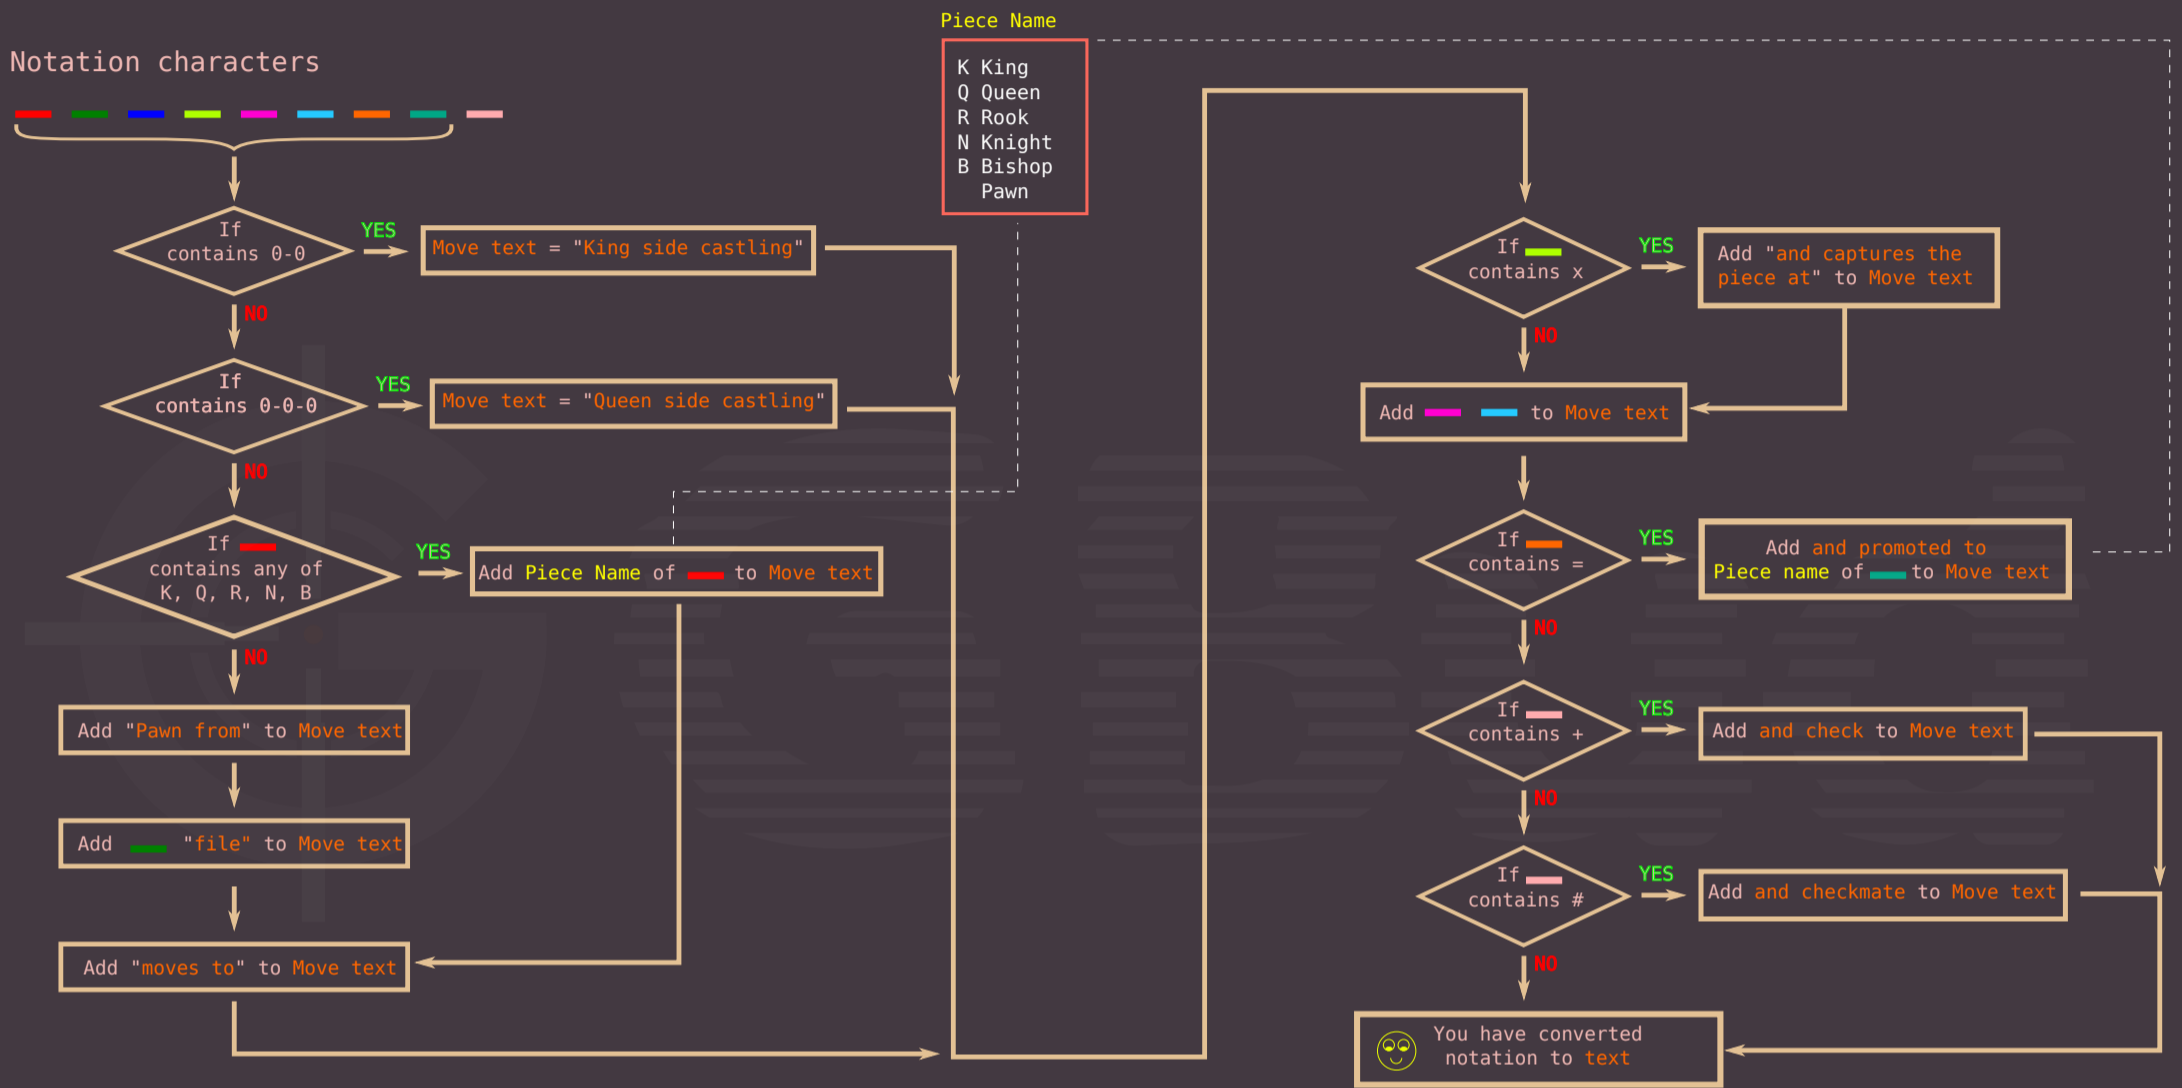 Notation characters
If
contains 0-0
YES
Move text = "King side castling"
NO
If
contains 0-0-0
YES
Move text = "Queen side castling"
NO
If
contains any of
K, Q, R, N, B
YES
Add Piece Name of to Move text
NO
Add "Pawn from" to Move text
Add "file" to Move text
Add "moves to" to Move text
Piece Name
K King
Q Queen
R Rook
N Knight
B Bishop
Pawn
If
contains x
YES
Add "and captures the
piece at" to Move text
NO
Add to Move text
If
contains =
YES
Add and promoted to
Piece name of to Move text
NO
If
contains +
YES
Add and check to Move text
NO
If
contains #
YES
Add and checkmate to Move text
NO
You have converted
notation to text